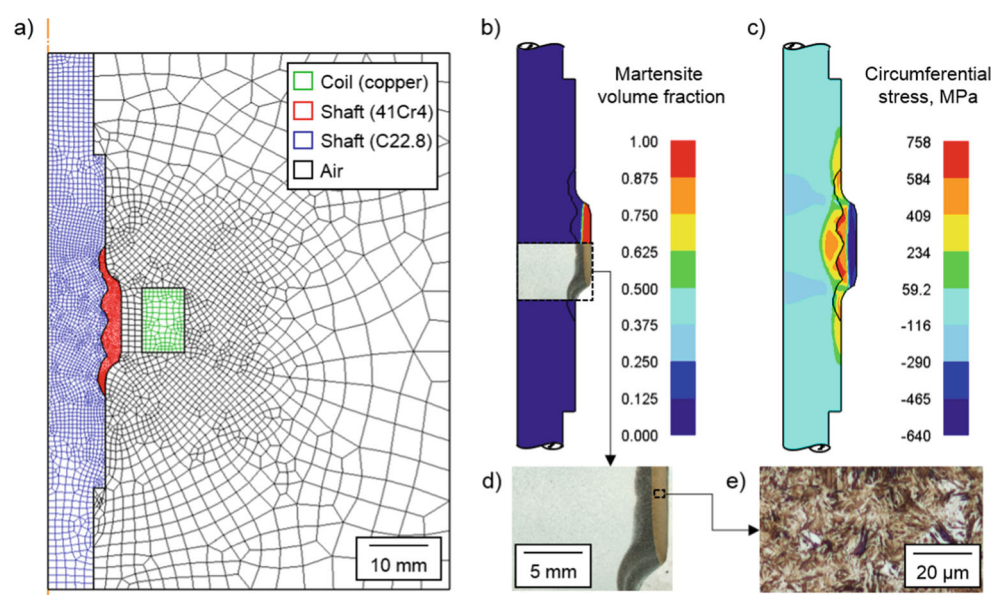 a)
Coil (copper)
Shaft (41Cr4)
Shaft (C22.8)
Air
10 mm
b)
Martensite
volume fraction
1.00
0.875
0.750
0.625
0.500
0.375
0.250
0.125
0.000
c)
Circumferential
stress, MPa
758
584
409
234
59.2
-116
-290
-465
-640
d)
5 mm
e)
20 µm